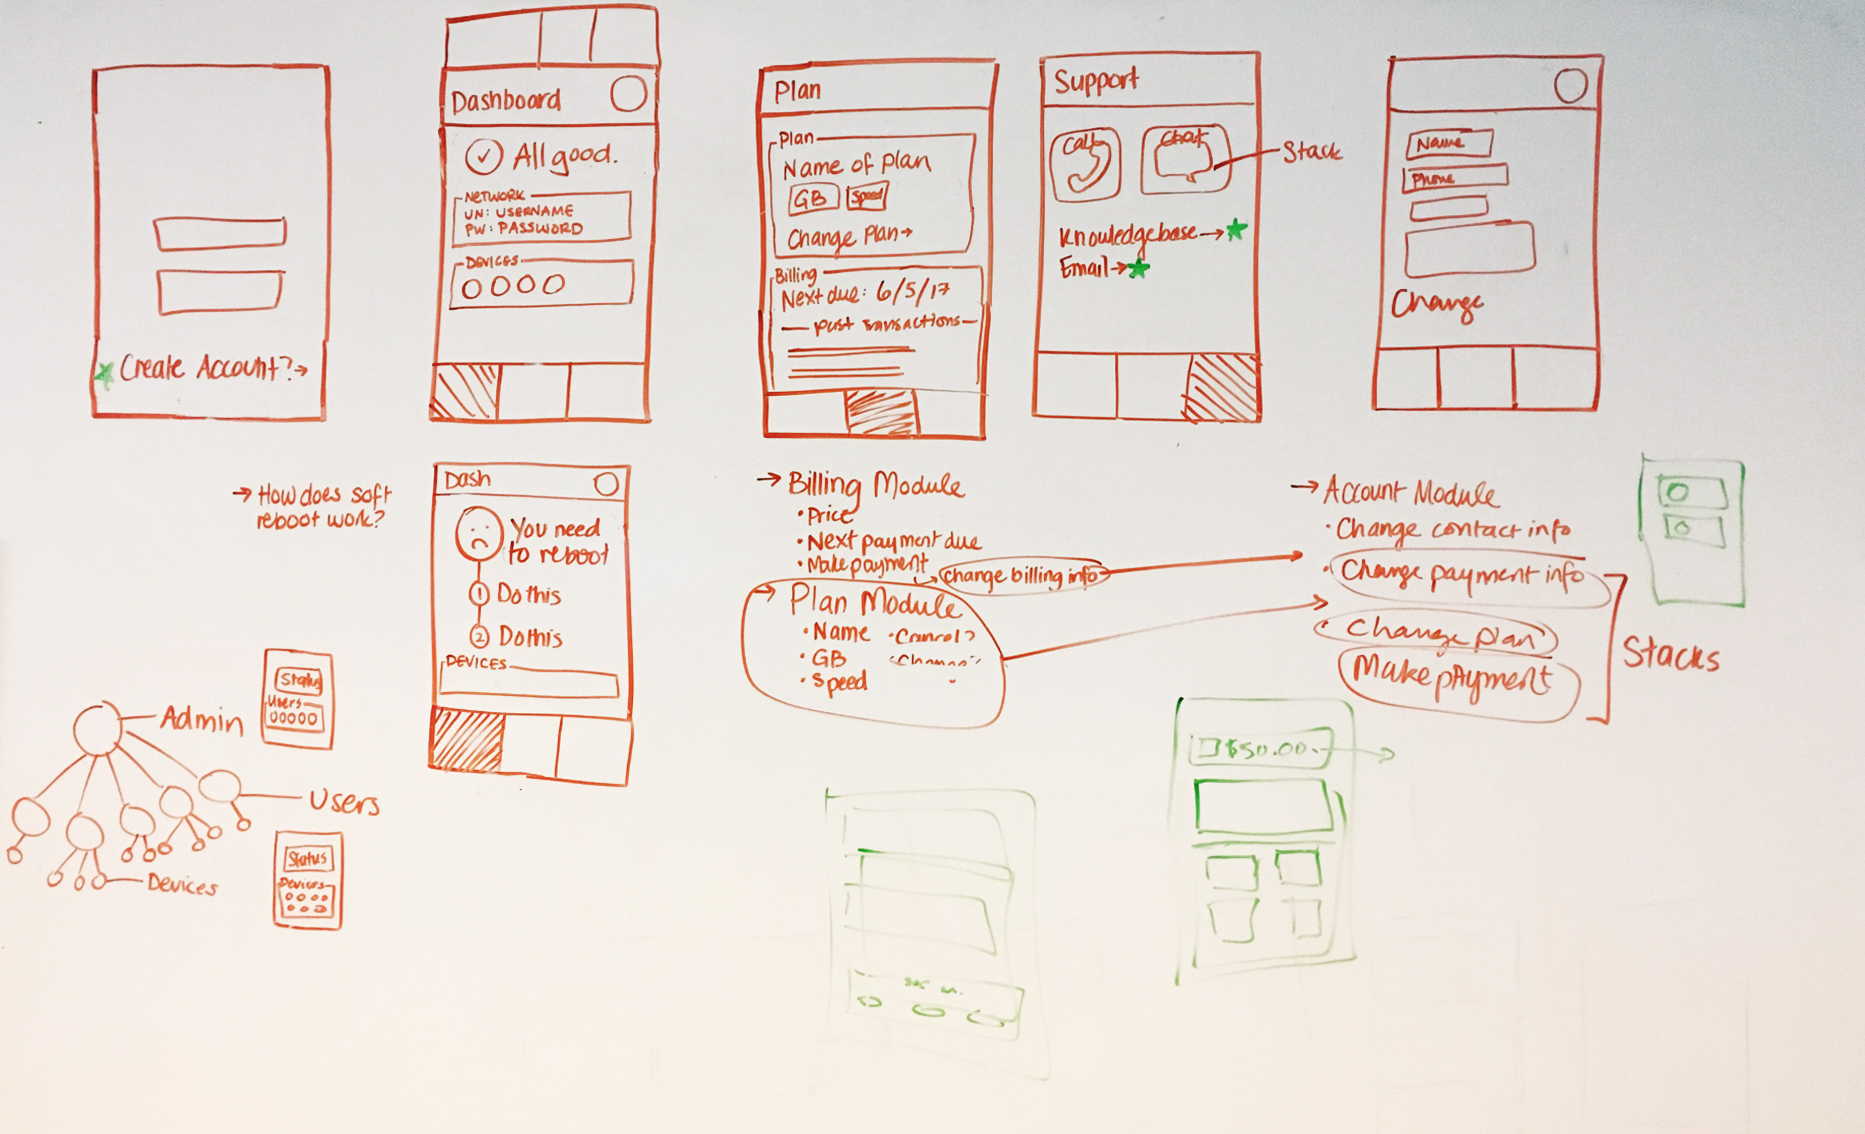 Create Account?→
Dashboard
All good.
NETWORK
UN: USERNAME
PW: PASSWORD
DEVICES
Plan
Plan
Name of plan
GB
Speed
Change Plan→
Billing
Next due: 6/5/17
past transactions
Support
Call
Chat
Stack
Knowledgebase→
Email→
Name
Phone
Change
→ How does soft
reboot work?
Dash
You need
to reboot
1 Do this
2 Do this
DEVICES
→ Billing Module
• Price
• Next payment due
• Make payment
→ change billing info
→ Plan Module
• Name
• GB
• Speed
→ Account Module
• Change contact info
• Change payment info
• Change plan
Make payment
Stacks
Admin
Status
Users
Users
Devices
Status
Devices
$50.00